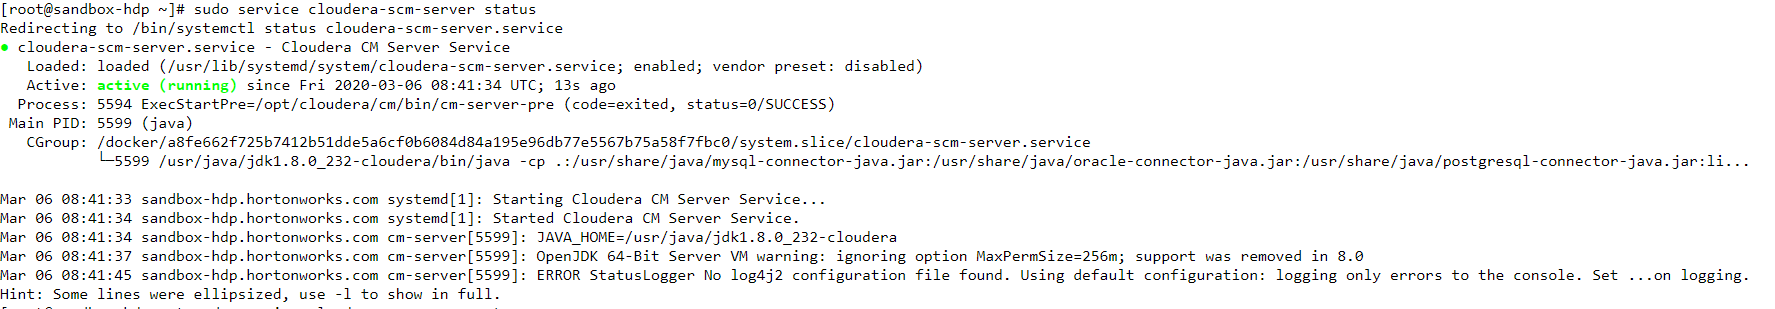 [root@sandbox-hdp ~]# sudo service cloudera-scm-server status
Redirecting to /bin/systemctl status cloudera-scm-server.service
● cloudera-scm-server.service - Cloudera CM Server Service
Loaded: loaded (/usr/lib/systemd/system/cloudera-scm-server.service; enabled; vendor preset: disabled)
Active: active (running) since Fri 2020-03-06 08:41:34 UTC; 13s ago
Process: 5594 ExecStartPre=/opt/cloudera/cm/bin/cm-server-pre (code=exited, status=0/SUCCESS)
Main PID: 5599 (java)
CGroup: /docker/a8fe662f725b7412b51dde5a6cf0b6084d84a195e96db77e5567b75a58f7fbc0/system.slice/cloudera-scm-server.service
└─5599 /usr/java/jdk1.8.0_232-cloudera/bin/java -cp .:/usr/share/java/mysql-connector-java.jar:/usr/share/java/oracle-connector-java.jar:/usr/share/java/postgresql-connector-java.jar:li...
Mar 06 08:41:33 sandbox-hdp.hortonworks.com systemd[1]: Starting Cloudera CM Server Service...
Mar 06 08:41:34 sandbox-hdp.hortonworks.com systemd[1]: Started Cloudera CM Server Service.
Mar 06 08:41:34 sandbox-hdp.hortonworks.com cm-server[5599]: JAVA_HOME=/usr/java/jdk1.8.0_232-cloudera
Mar 06 08:41:37 sandbox-hdp.hortonworks.com cm-server[5599]: OpenJDK 64-Bit Server VM warning: ignoring option MaxPermSize=256m; support was removed in 8.0
Mar 06 08:41:45 sandbox-hdp.hortonworks.com cm-server[5599]: ERROR StatusLogger No log4j2 configuration file found. Using default configuration: logging only errors to the console. Set ...on logging.
Hint: Some lines were ellipsized, use -l to show in full.